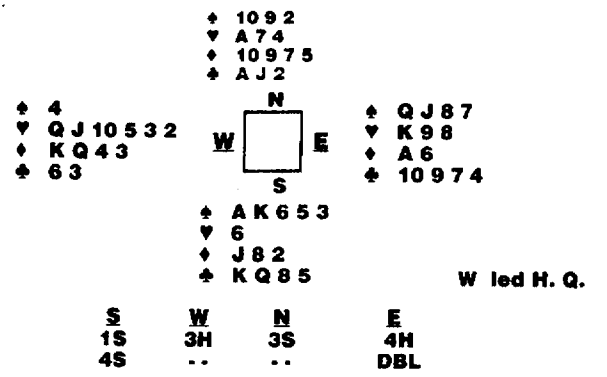 ♠ 10 9 2
♥ A 7 4
♦ 10 9 7 5
♣ A J 2
N
♠ 4
♥ Q J 10 5 3 2
♦ K Q 4 3
♣ 6 3
W
E
♠ Q J 8 7
♥ K 9 8
♦ A 6
♣ 10 9 7 4
S
♠ A K 6 5 3
♥ 6
♦ J 8 2
♣ K Q 8 5
W led H. Q.
S W N E
1S 3H 3S 4H
4S -- -- DBL